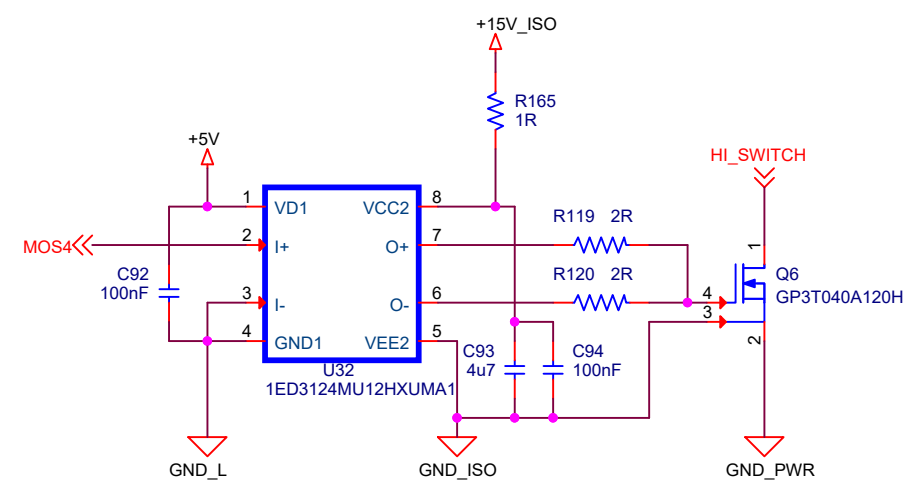 +15V_ISO
R165
1R
+5V
HI_SWITCH
1
VD1
VCC2
8
R119 2R
2
MOS4
I+
O+
7
1
C92
100nF
R120 2R
Q6
GP3T040A120H
3
I-
O-
6
4
3
4
GND1
VEE2
5
2
C93
4u7
C94
100nF
U32
1ED3124MU12HXUMA1
GND_L
GND_ISO
GND_PWR